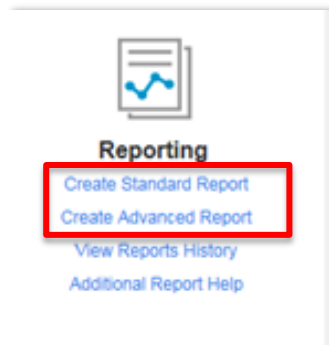 Reporting
Create Standard Report
Create Advanced Report
View Reports History
Additional Report Help